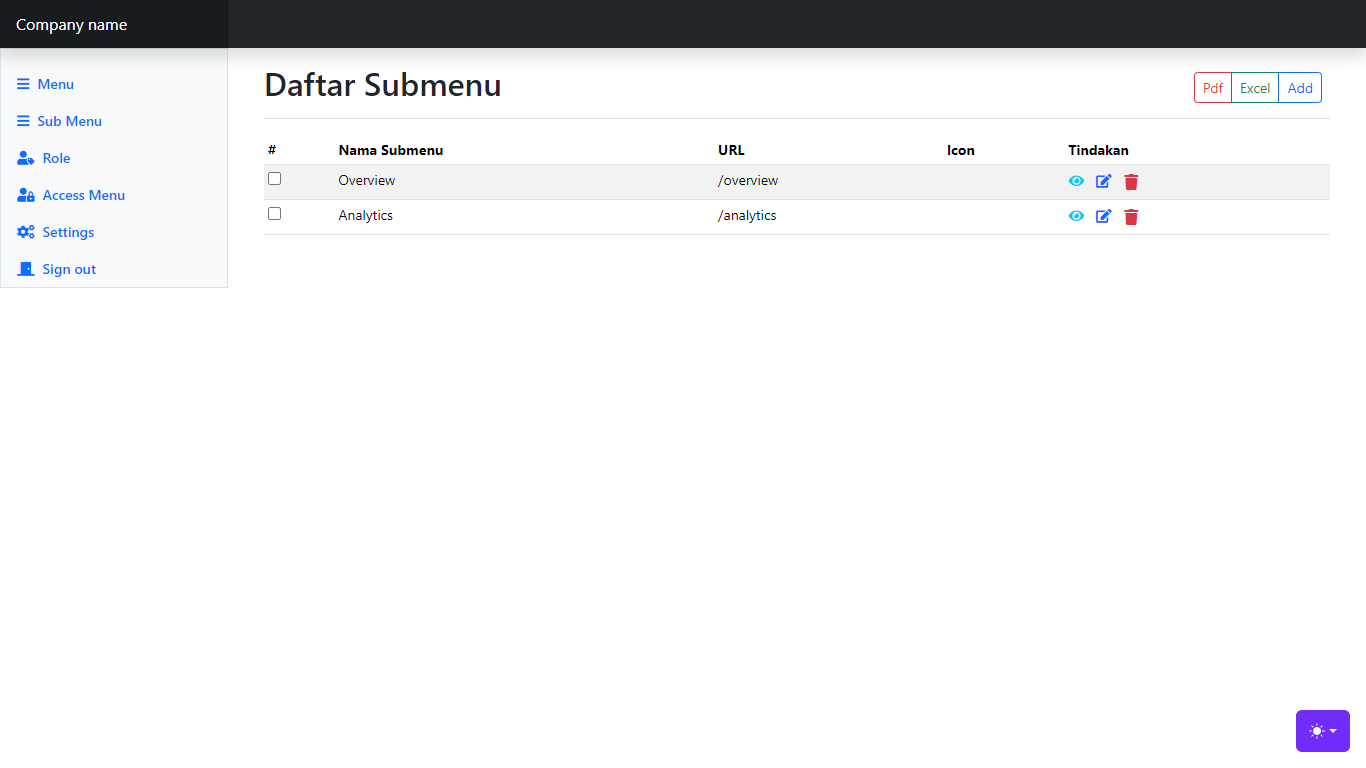 Company name
Menu
Sub Menu
Role
Access Menu
Settings
Sign out
Daftar Submenu
Pdf Excel Add
# Nama Submenu URL Icon Tindakan
Overview /overview
Analytics /analytics